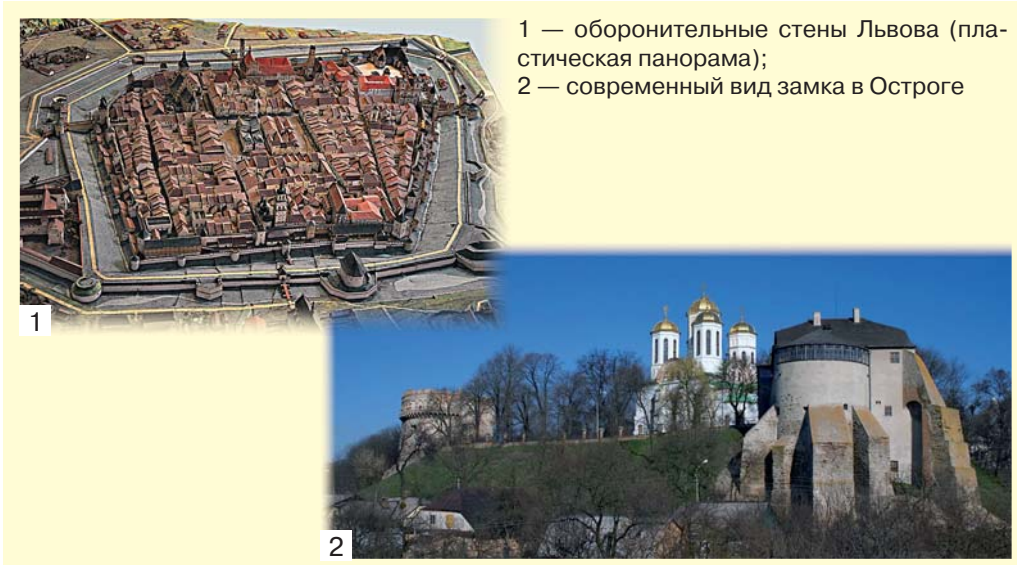 1 — оборонительные стены Львова (пла-
стическая панорама);
2 — современный вид замка в Остроге
1
2